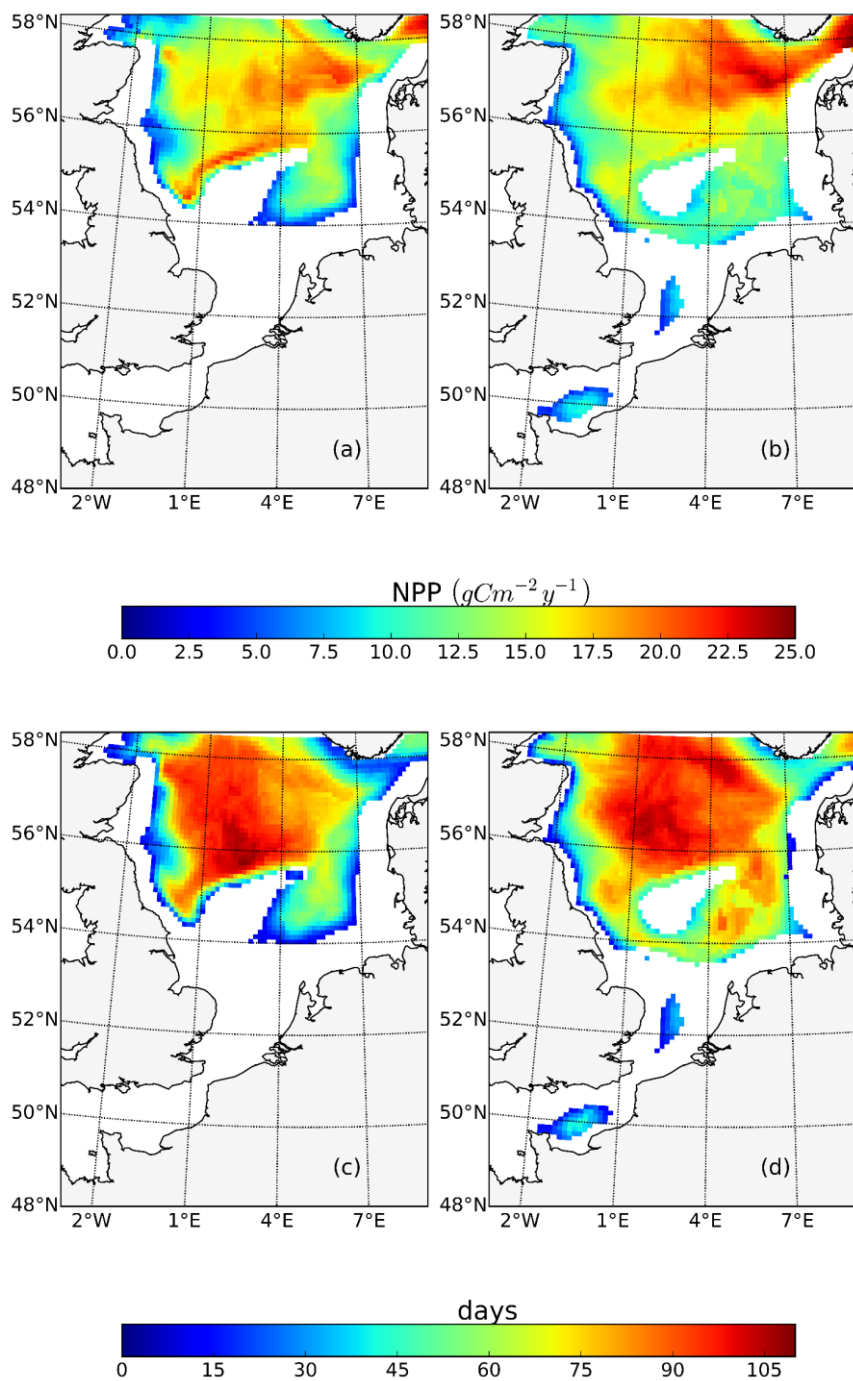 58°N
56°N
54°N
52°N
50°N
48°N
2°W 1°E 4°E 7°E
(a)
58°N
56°N
54°N
52°N
50°N
48°N
2°W 1°E 4°E 7°E
(b)
NPP (gCm⁻² y⁻¹)
0.0 2.5 5.0 7.5 10.0 12.5 15.0 17.5 20.0 22.5 25.0
58°N
56°N
54°N
52°N
50°N
48°N
2°W 1°E 4°E 7°E
(c)
58°N
56°N
54°N
52°N
50°N
48°N
2°W 1°E 4°E 7°E
(d)
days
0 15 30 45 60 75 90 105